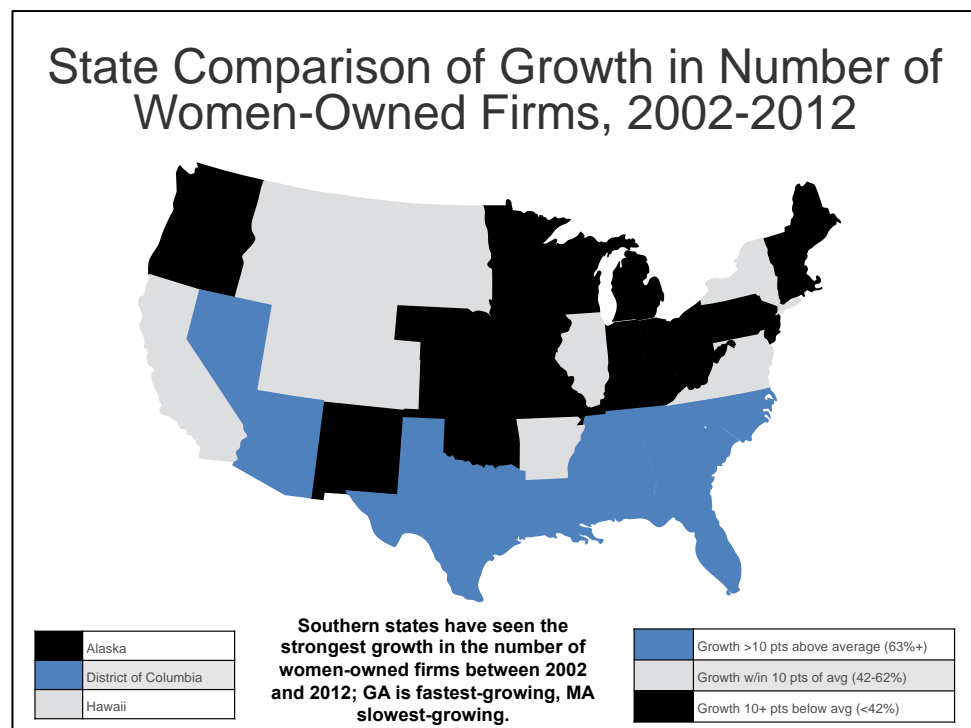 State Comparison of Growth in Number of
Women-Owned Firms, 2002-2012
Alaska
District of Columbia
Hawaii
Southern states have seen the
strongest growth in the number of
women-owned firms between 2002
and 2012; GA is fastest-growing, MA
slowest-growing.
Growth >10 pts above average (63%+)
Growth w/in 10 pts of avg (42-62%)
Growth 10+ pts below avg (<42%)